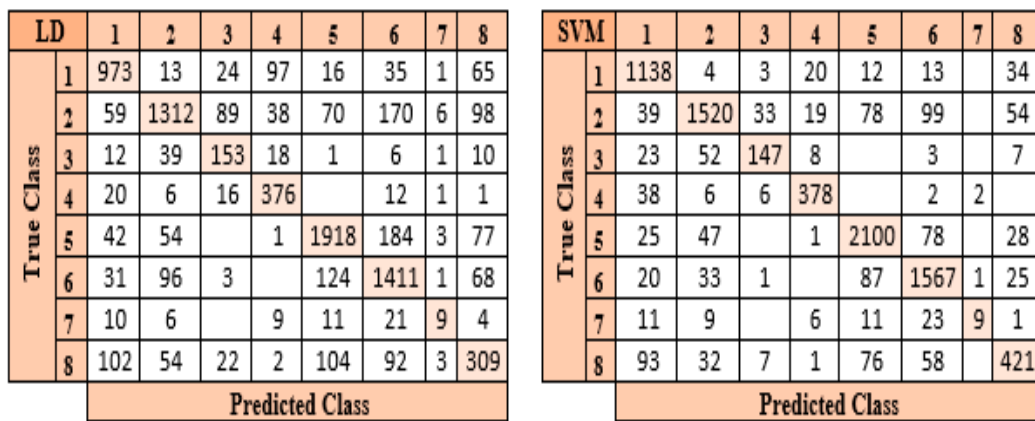 LD 1 2 3 4 5 6 7 8
1 973 13 24 97 16 35 1 65
2 59 1312 89 38 70 170 6 98
3 12 39 153 18 1 6 1 10
4 20 6 16 376 12 1 1
5 42 54 1 1918 184 3 77
6 31 96 3 124 1411 1 68
7 10 6 9 11 21 9 4
8 102 54 22 2 104 92 3 309
True Class
Predicted Class
SVM 1 2 3 4 5 6 7 8
1 1138 4 3 20 12 13 34
2 39 1520 33 19 78 99 54
3 23 52 147 8 3 7
4 38 6 6 378 2 2
5 25 47 1 2100 78 28
6 20 33 1 87 1567 1 25
7 11 9 6 11 23 9 1
8 93 32 7 1 76 58 421
True Class
Predicted Class